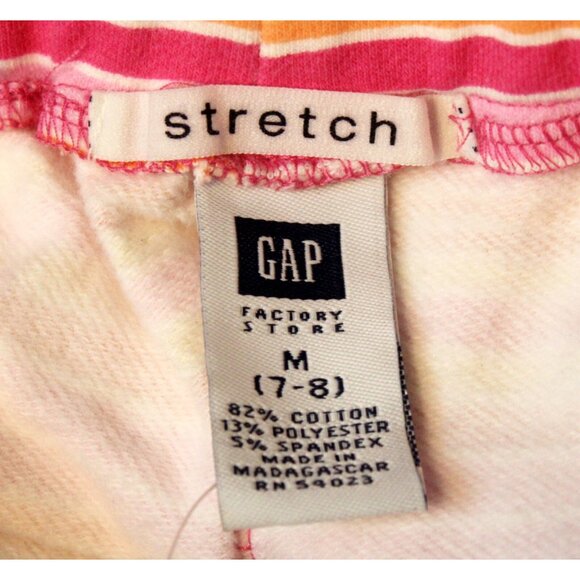 stretch
GAP
FACTORY
STORE
M
(7-8)
82% COTTON
13% POLYESTER
5% SPANDEX
MADE IN
MADAGASCAR
RN 54023